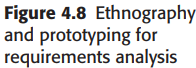 Figure 4.8 Ethnography
and prototyping for
requirements analysis